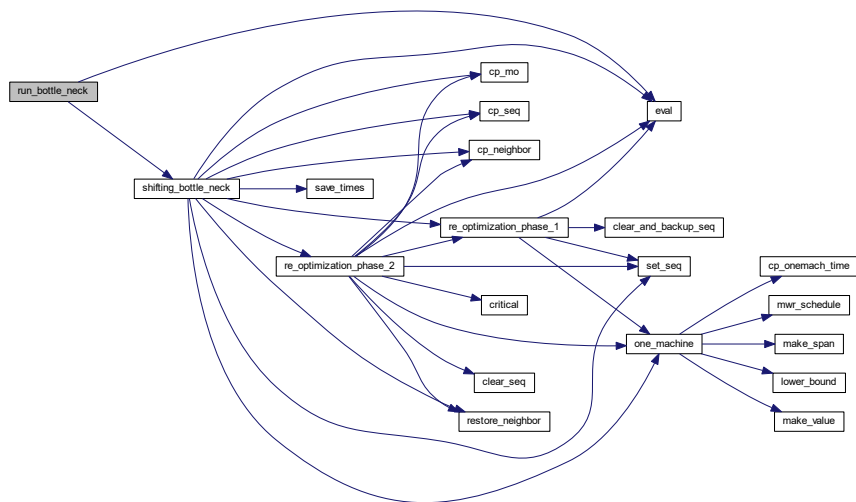 run_bottle_neck
shifting_bottle_neck
cp_mo
cp_seq
cp_neighbor
save_times
re_optimization_phase_2
re_optimization_phase_1
critical
clear_seq
restore_neighbor
eval
clear_and_backup_seq
set_seq
one_machine
cp_onemach_time
mwr_schedule
make_span
lower_bound
make_value